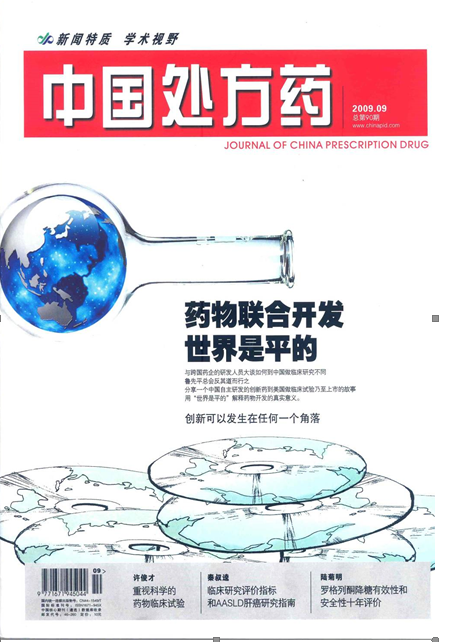 新闻特质 学术视野
中国处方药
2009.09
总第90期
www.chinapid.com
JOURNAL OF CHINA PRESCRIPTION DRUG
药物联合开发
世界是平的
与跨国药企的研发人员大谈如何到中国做临床研究不同
鲁先平总会反其道而行之
分享一个中国自主研发的创新药到美国做临床试验乃至上市的故事
用“世界是平的”解释药物开发的真实意义。
创新可以发生在任何一个角落
09>
9771671945044
许俊才
重视科学的
药物临床试验
秦叔逵
临床研究评价指标
和AASLD肝癌研究指南
陆菊明
罗格列酮降糖有效性和
安全性十年评价